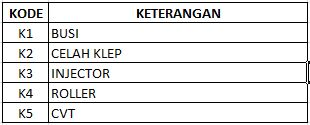 KODE KETERANGAN
K1 BUSI
K2 CELAH KLEP
K3 INJECTOR
K4 ROLLER
K5 CVT